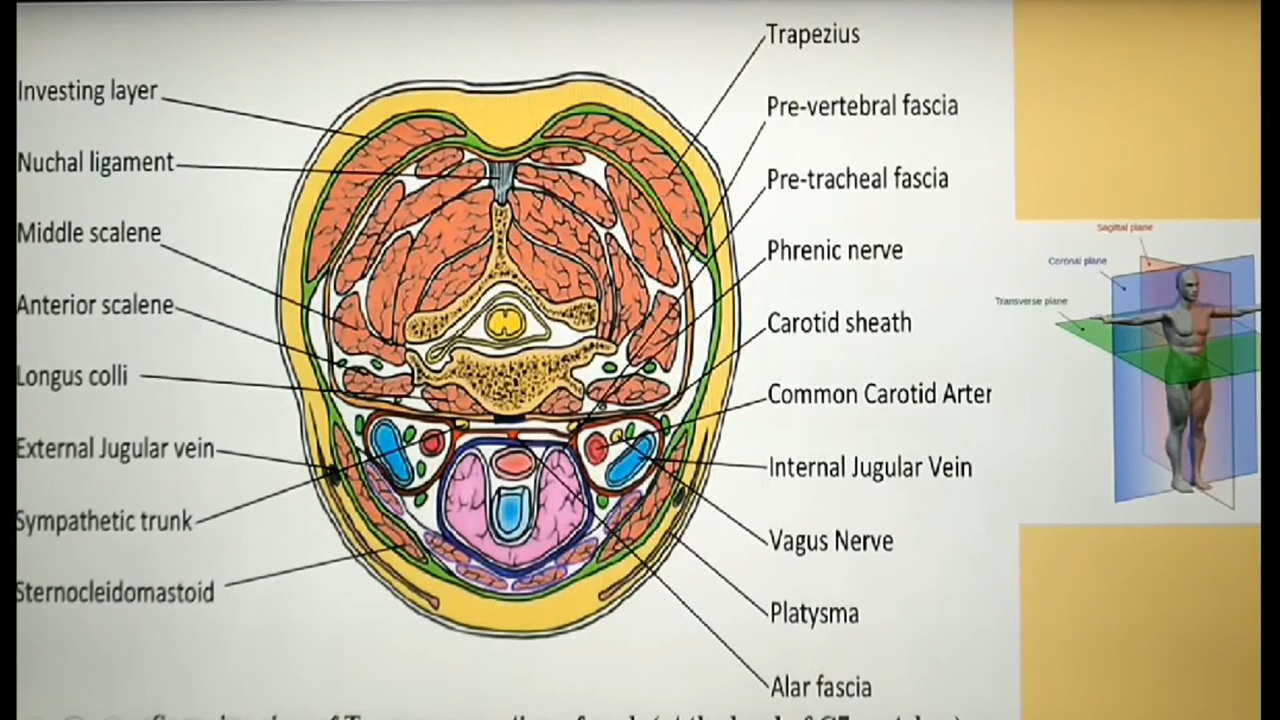 Investing layer
Nuchal ligament
Middle scalene
Anterior scalene
Longus colli
External Jugular vein
Sympathetic trunk
Sternocleidomastoid
Trapezius
Pre-vertebral fascia
Pre-tracheal fascia
Phrenic nerve
Carotid sheath
Common Carotid Arter
Internal Jugular Vein
Vagus Nerve
Platysma
Alar fascia
Sagittal plane
Coronal plane
Transverse plane